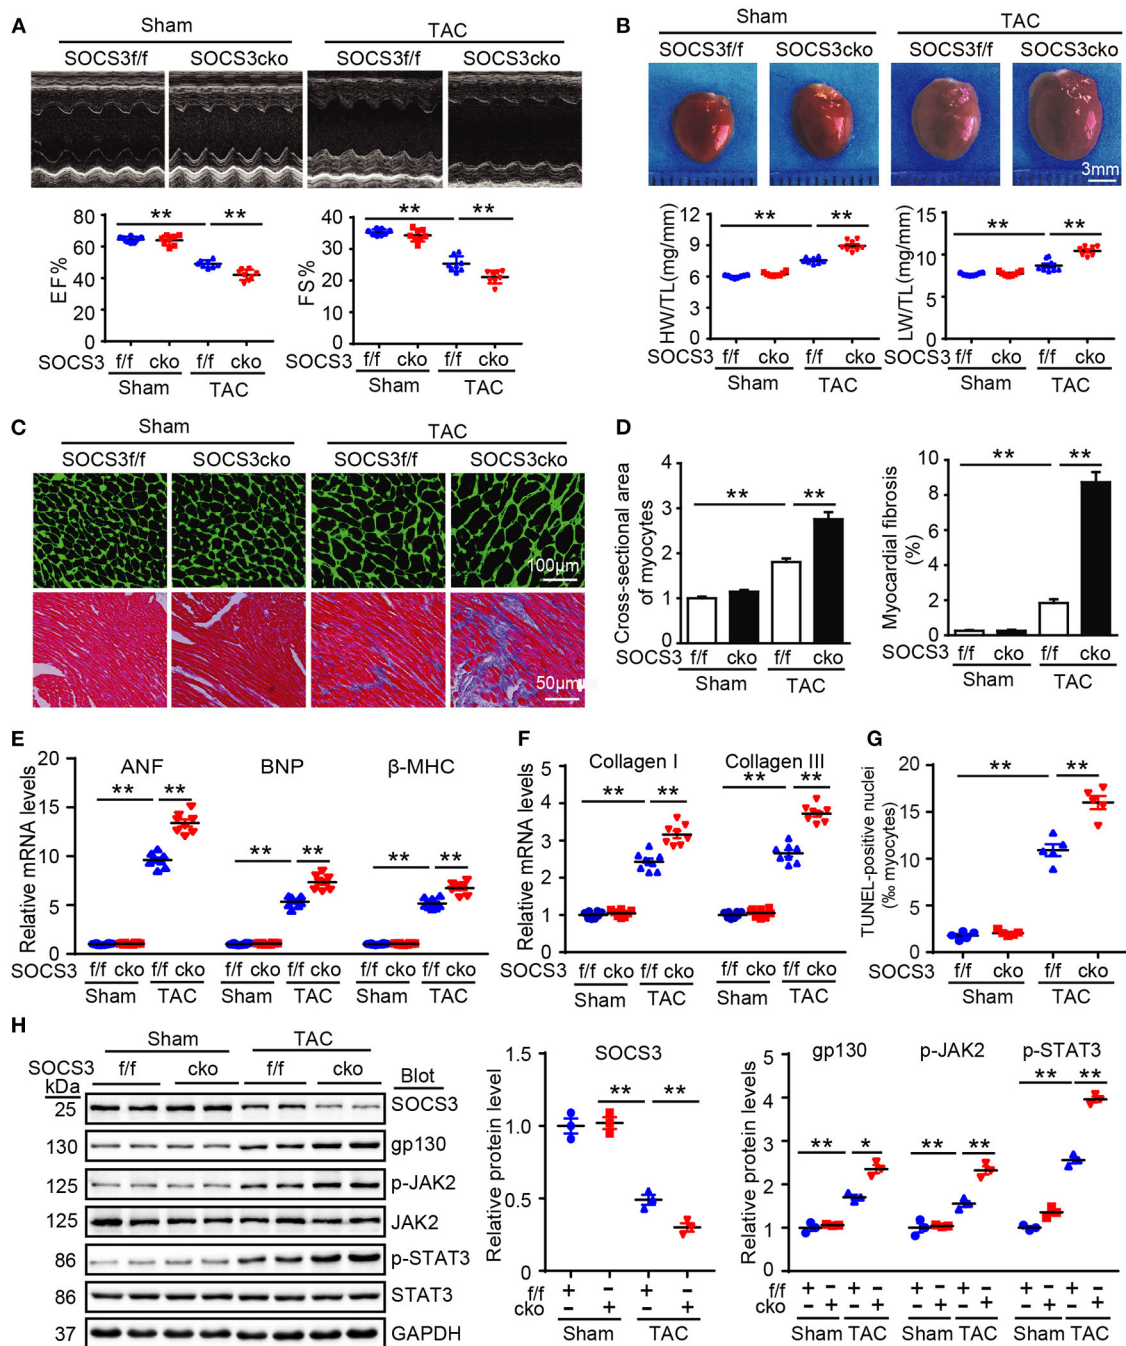 A
Sham
TAC
SOCS3f/f
SOCS3cko
SOCS3f/f
SOCS3cko
EF%
80
60
40
20
0
**
**
SOCS3
f/f
cko
f/f
cko
Sham
TAC
FS%
40
30
20
10
0
**
**
f/f
cko
f/f
cko
Sham
TAC
B
Sham
TAC
SOCS3f/f
SOCS3cko
SOCS3f/f
SOCS3cko
3mm
HW/TL(mg/mm)
12
9
6
3
0
**
**
SOCS3
f/f
cko
f/f
cko
Sham
TAC
LW/TL(mg/mm)
15
10
5
0
**
**
f/f
cko
f/f
cko
Sham
TAC
C
Sham
TAC
SOCS3f/f
SOCS3cko
SOCS3f/f
SOCS3cko
100μm
50μm
D
Cross-sectional area
of myocytes
4
3
2
1
0
**
**
SOCS3
f/f
cko
f/f
cko
Sham
TAC
Myocardial fibrosis
(%)
10
8
6
4
2
0
**
**
f/f
cko
f/f
cko
Sham
TAC
E
Relative mRNA levels
20
15
10
5
0
ANF
BNP
β-MHC
**
**
**
**
**
**
SOCS3
f/f cko f/f cko
f/f cko f/f cko
f/f cko f/f cko
Sham
TAC
Sham
TAC
Sham
TAC
F
Relative mRNA levels
5
4
3
2
1
0
Collagen I
Collagen III
**
**
**
**
SOCS3
f/f cko f/f cko
f/f cko f/f cko
Sham
TAC
Sham
TAC
G
TUNEL-positive nuclei
(‰ myocytes)
20
15
10
5
0
**
**
SOCS3
f/f
cko
f/f
cko
Sham
TAC
H
Sham
TAC
SOCS3
f/f
cko
f/f
cko
kDa
Blot
25
SOCS3
130
gp130
125
p-JAK2
125
JAK2
86
p-STAT3
86
STAT3
37
GAPDH
Relative protein level
1.5
1.0
0.5
0.0
SOCS3
**
**
f/f + - + -
cko - + - +
Sham
TAC
Relative protein levels
5
4
3
2
1
0
gp130
p-JAK2
p-STAT3
**
*
**
**
**
**
f/f + - + - + - + - + - + -
cko - + - + - + - + - + - +
Sham TAC
Sham TAC
Sham TAC